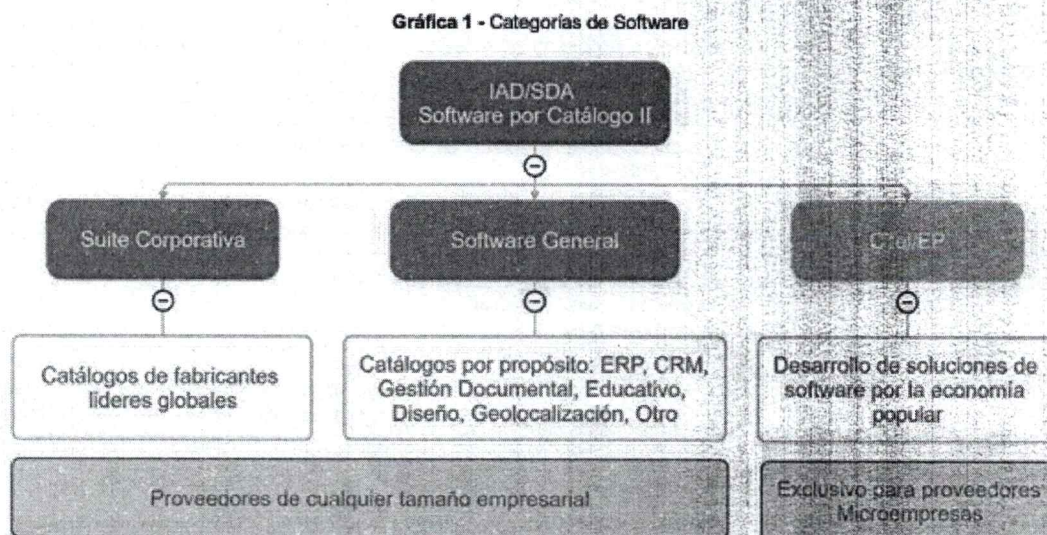 Gráfica 1 - Categorías de Software
IAD/SDA
Software por Catálogo II
Suite Corporativa
Software General
CTeI/EP
Catálogos de fabricantes
líderes globales
Catálogos por propósito: ERP, CRM,
Gestión Documental, Educativo,
Diseño, Geolocalización, Otro
Desarrollo de soluciones de
software por la economía
popular
Proveedores de cualquier tamaño empresarial
Exclusivo para proveedores
Microempresas